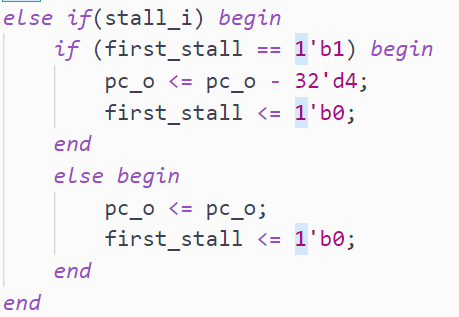 else if(stall_i) begin
    if (first_stall == 1'b1) begin
        pc_o <= pc_o - 32'd4;
        first_stall <= 1'b0;
    end
    else begin
        pc_o <= pc_o;
        first_stall <= 1'b0;
    end
end